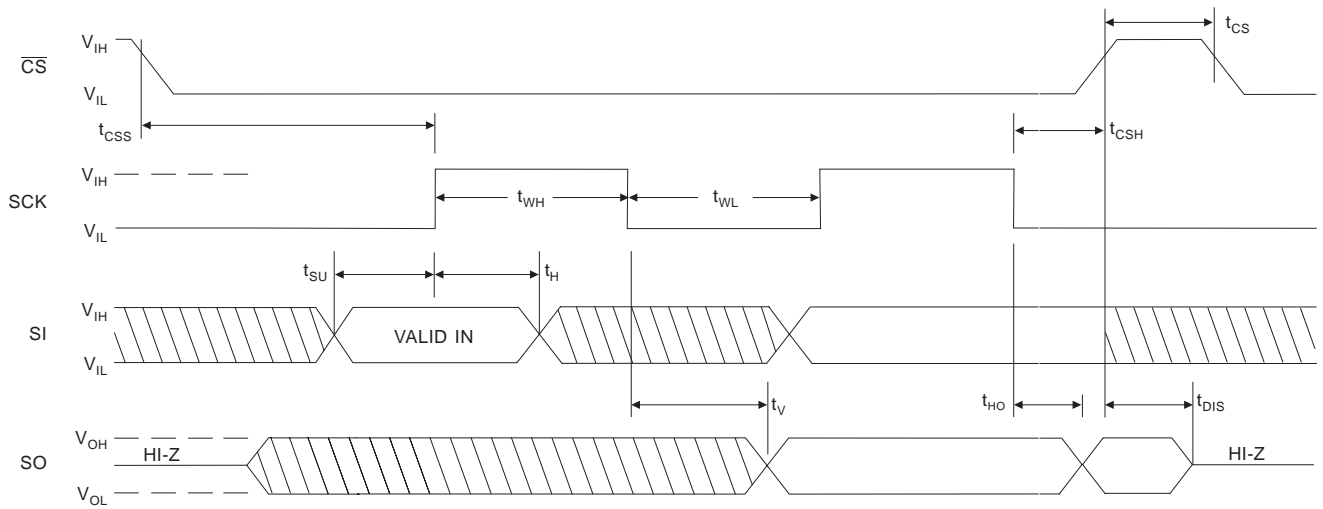 V_IH
t_CS
CS
V_IL
t_CSS
t_CSH
V_IH
SCK
t_WH
t_WL
V_IL
t_SU
t_H
V_IH
SI
VALID IN
V_IL
t_V
t_HO
t_DIS
V_OH
SO
HI-Z
HI-Z
V_OL